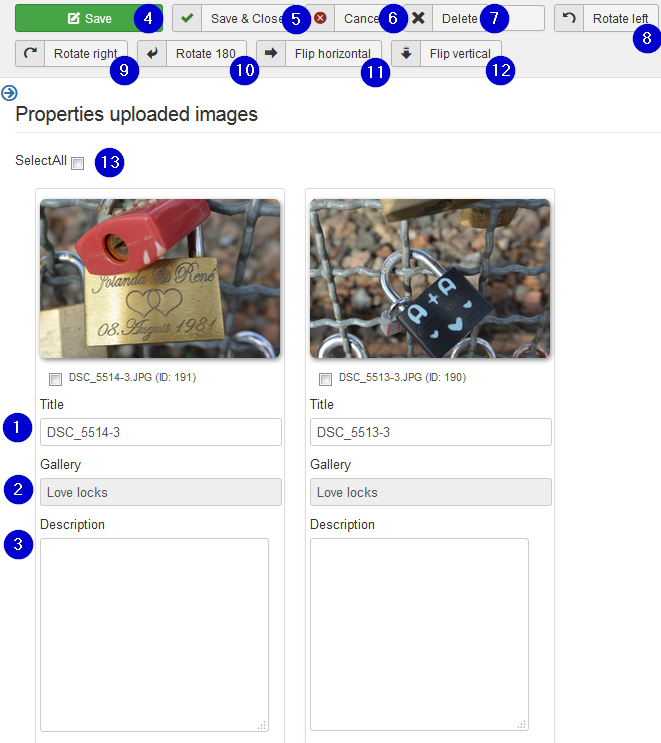 Save 4 Save & Close 5 Cance 6 Delete 7 Rotate left 8
Rotate right 9 Rotate 180 10 Flip horizontal 11 Flip vertical 12
Properties uploaded images
SelectAll 13
Jolanda & René
08. August 1981
A + A
DSC_5514-3.JPG (ID: 191) DSC_5513-3.JPG (ID: 190)
Title Title
1 DSC_5514-3 DSC_5513-3
Gallery Gallery
2 Love locks Love locks
Description Description
3